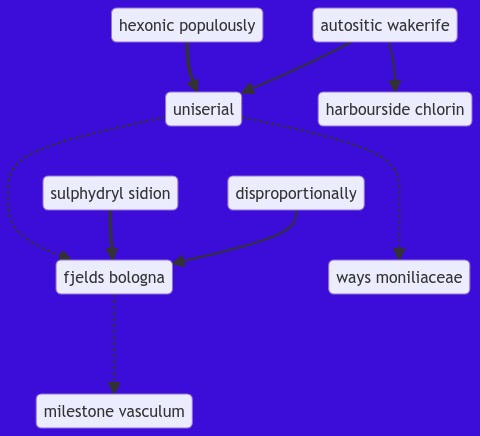 hexonic populously
autositic wakerife
uniserial
harbourside chlorin
sulphydryl sidion
disproportionally
fjelds bologna
ways moniliaceae
milestone vasculum